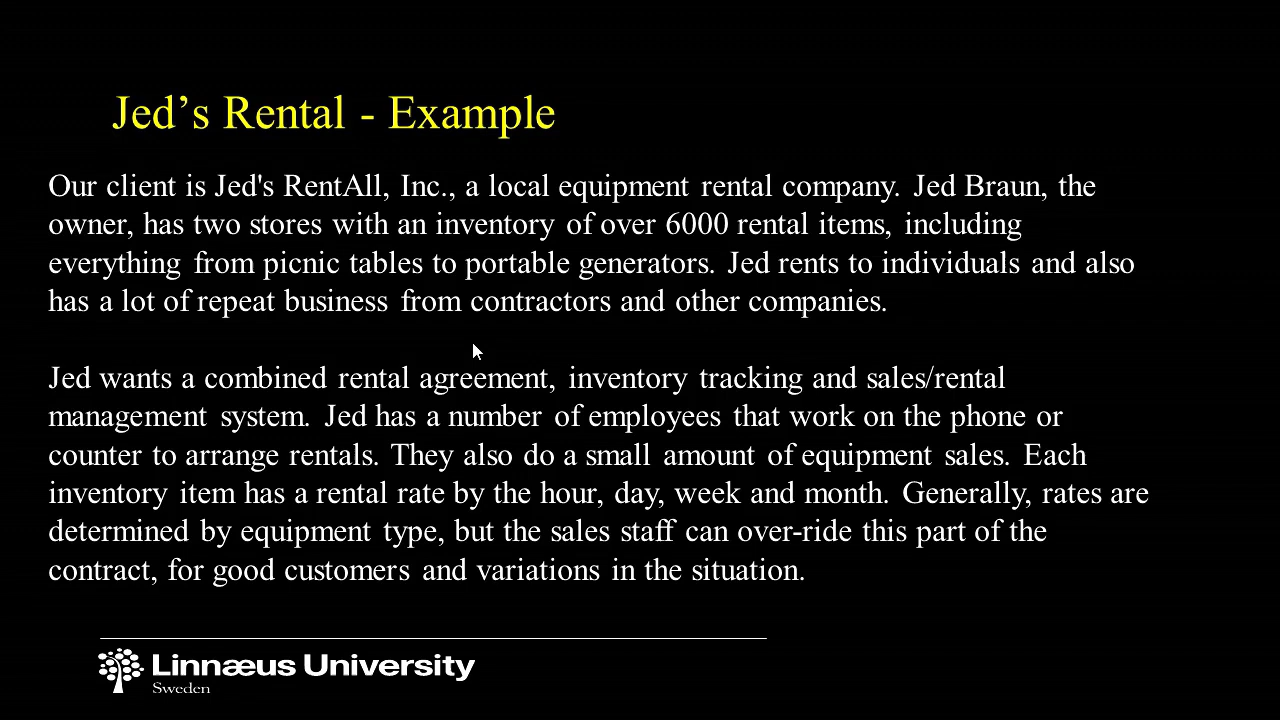 Jed’s Rental - Example
Our client is Jed's RentAll, Inc., a local equipment rental company. Jed Braun, the
owner, has two stores with an inventory of over 6000 rental items, including
everything from picnic tables to portable generators. Jed rents to individuals and also
has a lot of repeat business from contractors and other companies.
Jed wants a combined rental agreement, inventory tracking and sales/rental
management system. Jed has a number of employees that work on the phone or
counter to arrange rentals. They also do a small amount of equipment sales. Each
inventory item has a rental rate by the hour, day, week and month. Generally, rates are
determined by equipment type, but the sales staff can over-ride this part of the
contract, for good customers and variations in the situation.
Linnæus University
Sweden